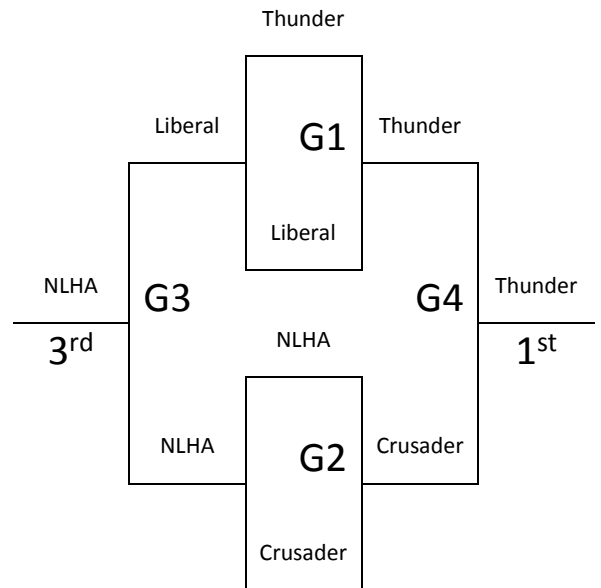 Thunder
Liberal G1 Thunder
Liberal
NLHA G3 G4 Thunder
3rd NLHA 1st
NLHA G2 Crusader
Crusader